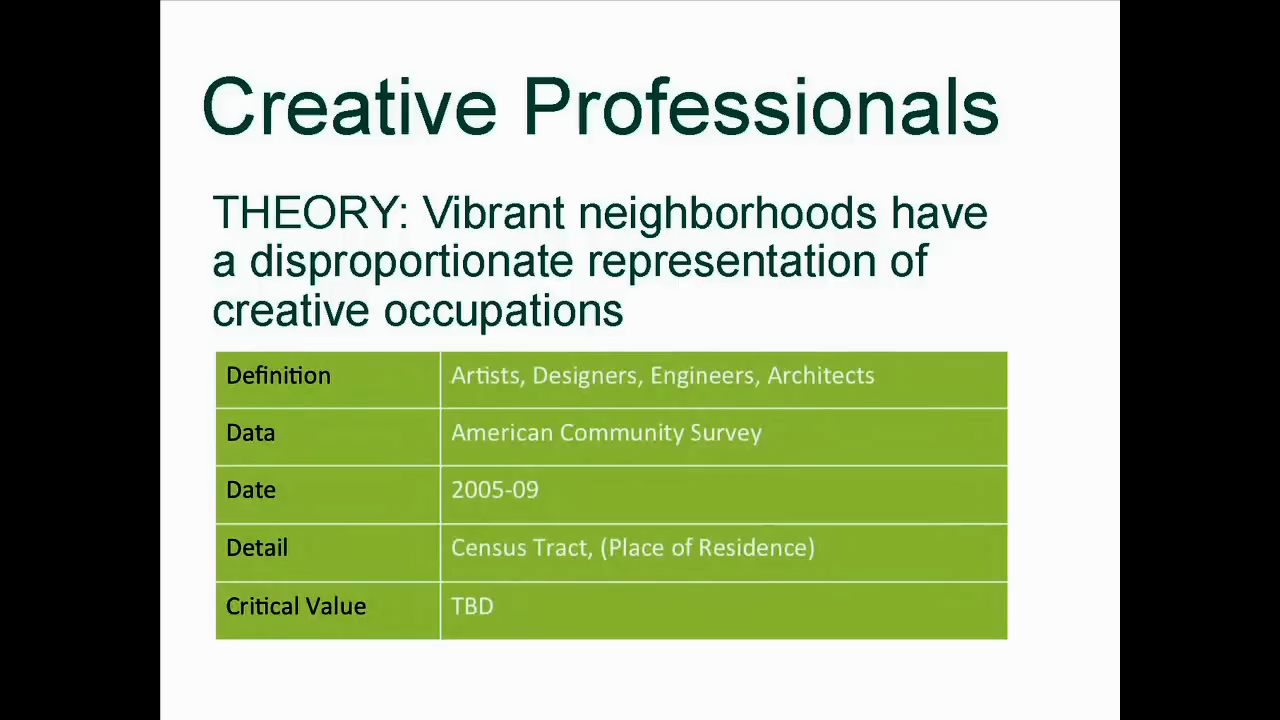 Creative Professionals
THEORY: Vibrant neighborhoods have
a disproportionate representation of
creative occupations
Definition Artists, Designers, Engineers, Architects
Data American Community Survey
Date 2005-09
Detail Census Tract, (Place of Residence)
Critical Value TBD